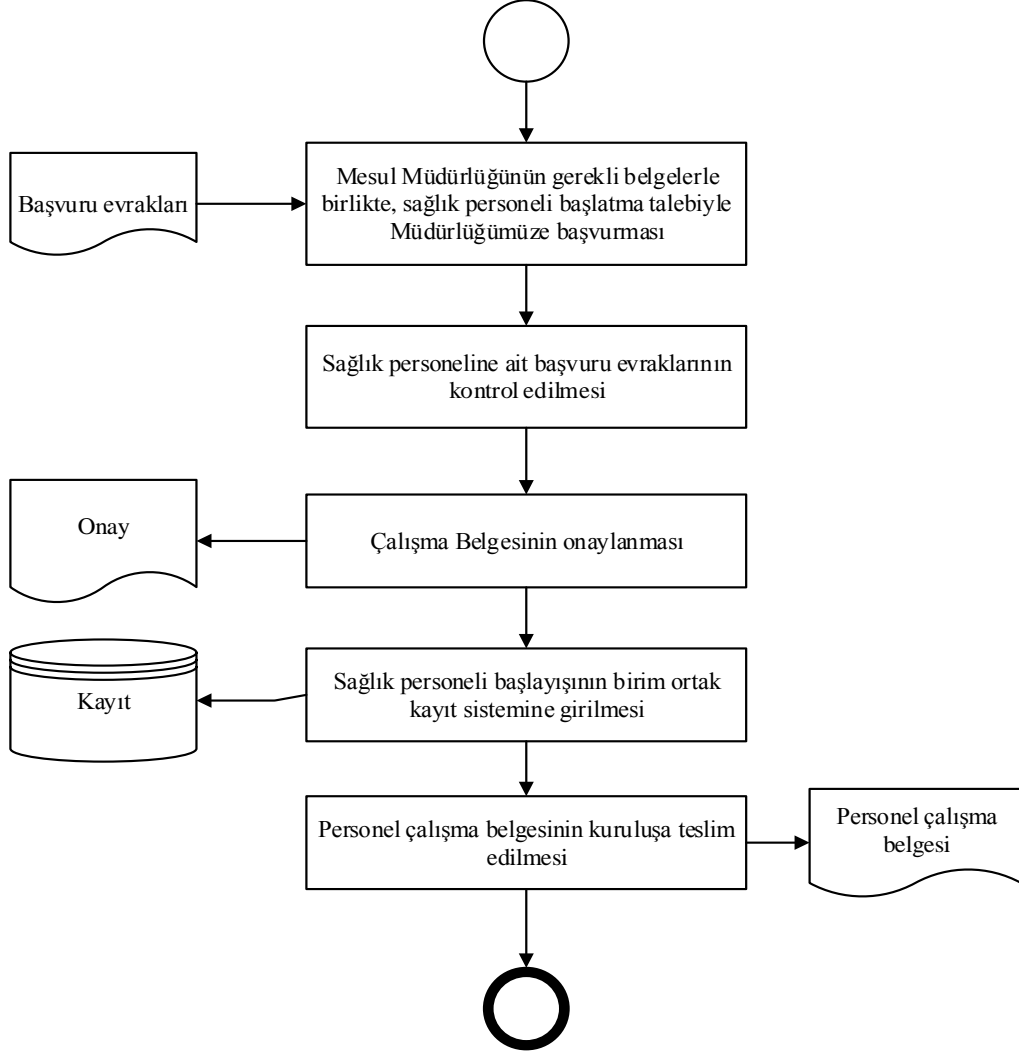 Başvuru evrakları
Mesul Müdürlüğünün gerekli belgelerle
birlikte, sağlık personeli başlatma talebiyle
Müdürlüğümüze başvurması
Sağlık personeline ait başvuru evraklarının
kontrol edilmesi
Onay
Çalışma Belgesinin onaylanması
Kayıt
Sağlık personeli başlayışının birim ortak
kayıt sistemine girilmesi
Personel çalışma belgesinin kuruluşa teslim
edilmesi
Personel çalışma
belgesi